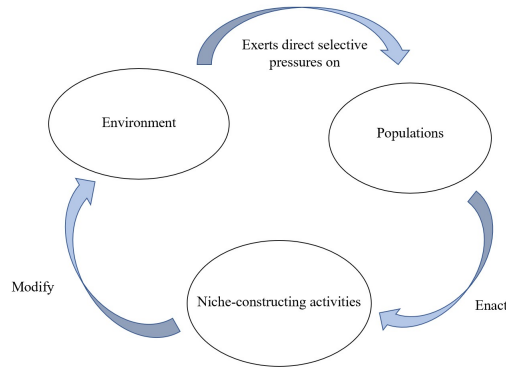 Exerts direct selective
pressures on
Environment
Populations
Niche-constructing activities
Modify
Enact